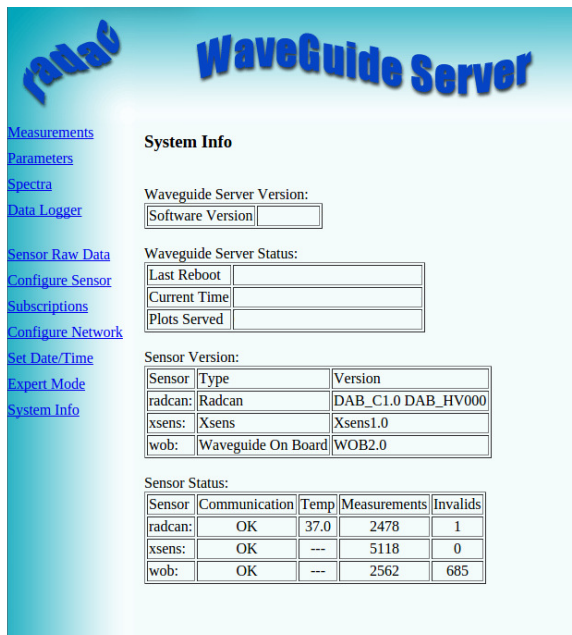 radac
WaveGuide Server
Measurements
Parameters
Spectra
Data Logger
Sensor Raw Data
Configure Sensor
Subscriptions
Configure Network
Set Date/Time
Expert Mode
System Info
System Info
Waveguide Server Version:
Software Version
Waveguide Server Status:
Last Reboot
Current Time
Plots Served
Sensor Version:
Sensor Type Version
radcan: Radcan DAB_C1.0 DAB_HV000
xsens: Xsens Xsens1.0
wob: Waveguide On Board WOB2.0
Sensor Status:
Sensor Communication Temp Measurements Invalids
radcan: OK 37.0 2478 1
xsens: OK --- 5118 0
wob: OK --- 2562 685